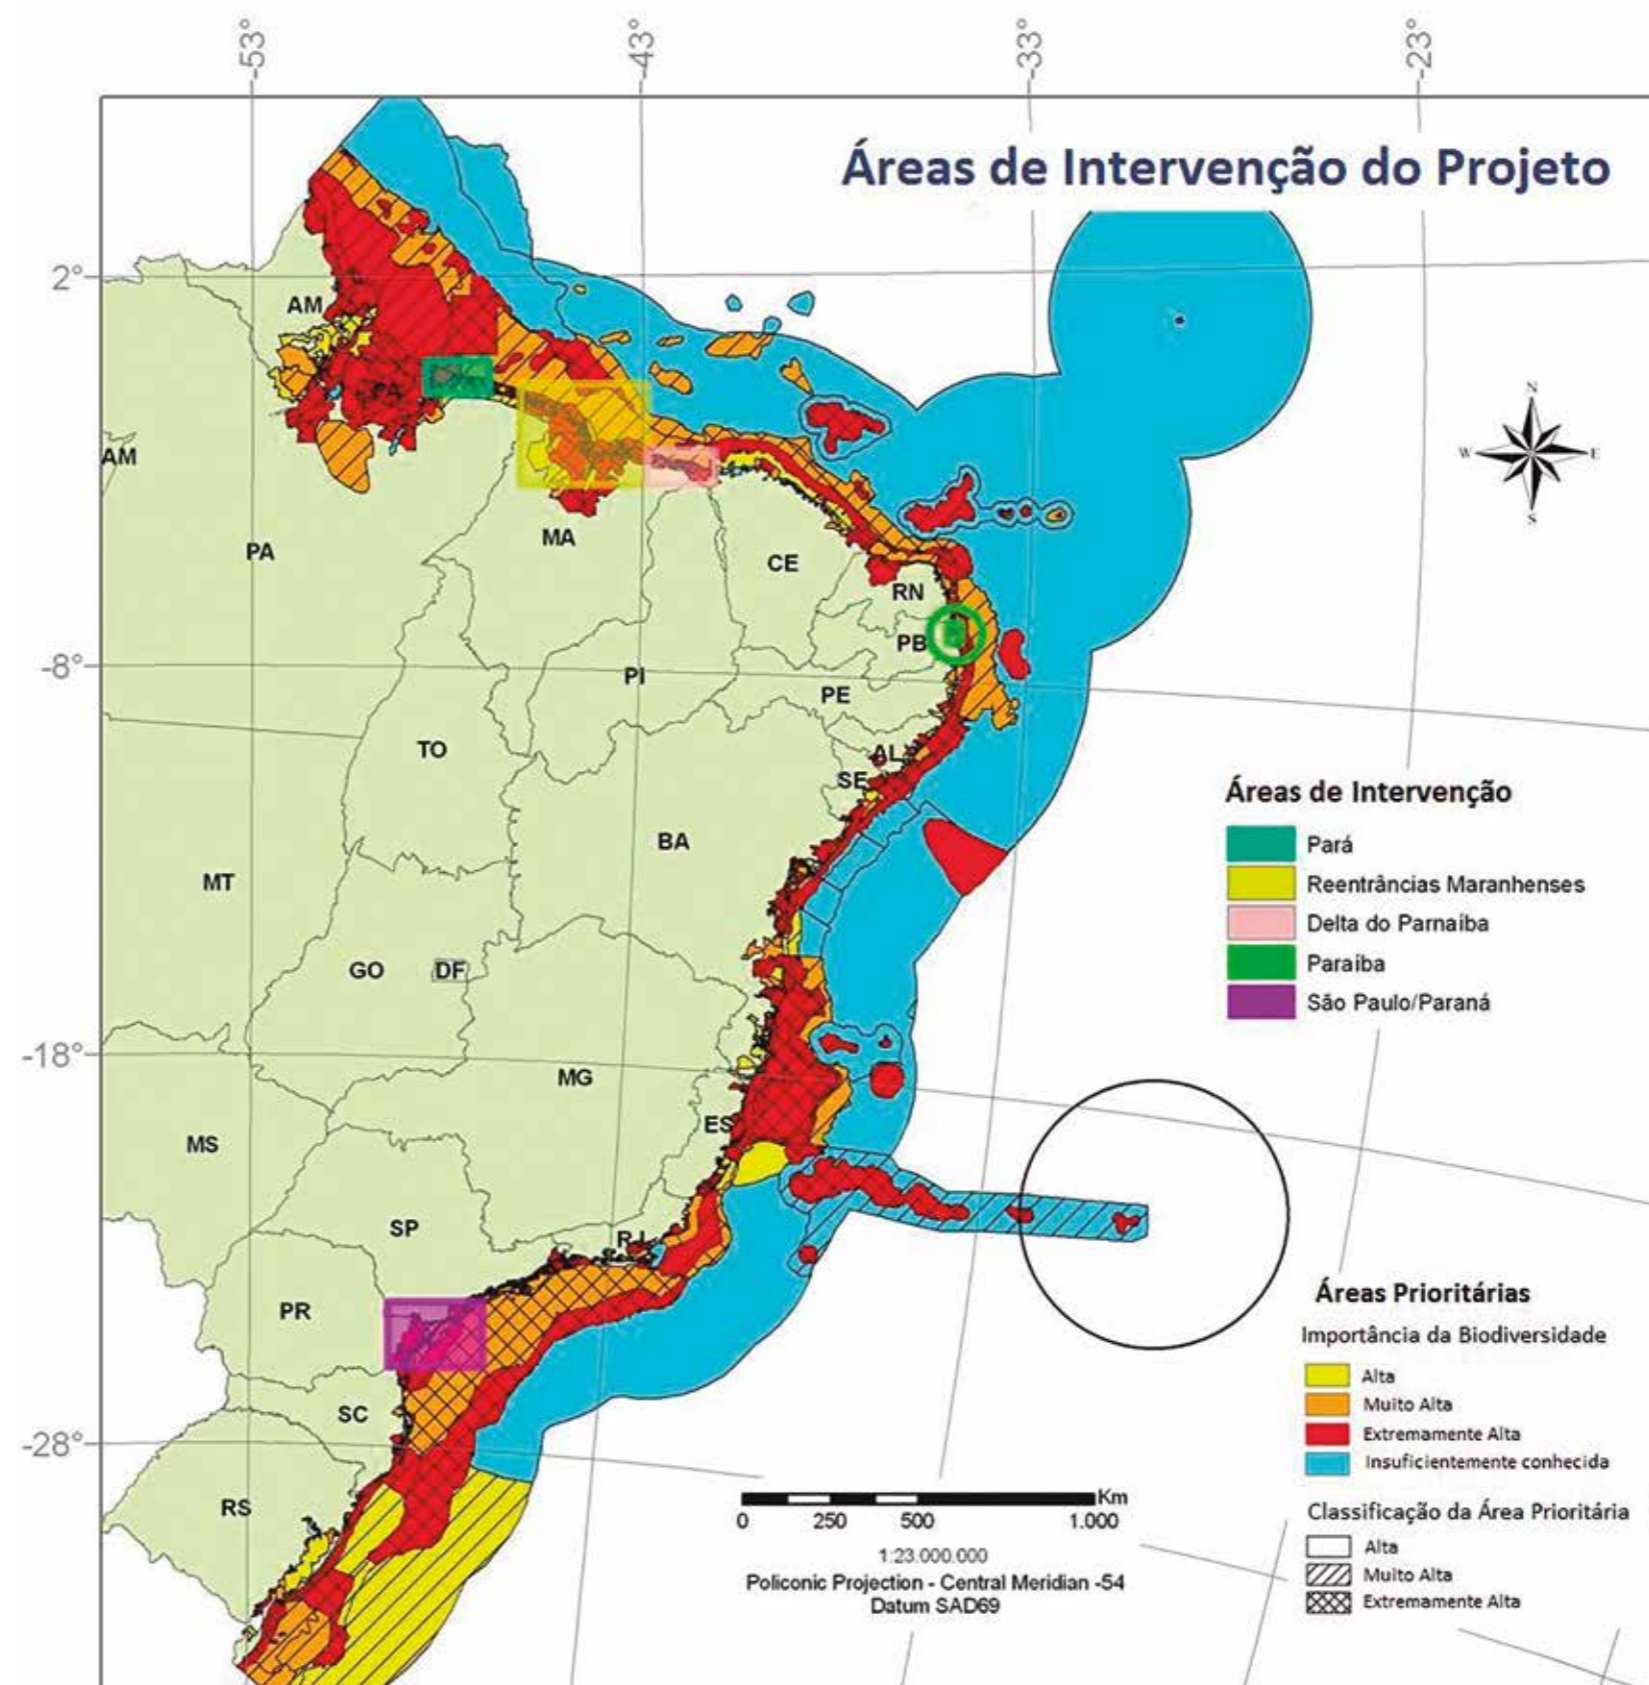 -53°
-43°
-33°
-23°
Áreas de Intervenção do Projeto
2°
AM
AM
PA
MA
CE
RN
PB
-8°
PI
PE
TO
AL
SE
BA
MT
GO
DF
-18°
MG
ES
MS
SP
RJ
PR
SC
-28°
RS
N
W
E
S
Áreas de Intervenção
Pará
Reentrâncias Maranhenses
Delta do Parnaíba
Paraíba
São Paulo/Paraná
Áreas Prioritárias
Importância da Biodiversidade
Alta
Muito Alta
Extremamente Alta
Insuficientemente conhecida
Classificação da Área Prioritária
Alta
Muito Alta
Extremamente Alta
Km
0 250 500 1.000
1:23.000.000
Policonic Projection - Central Meridian -54
Datum SAD69